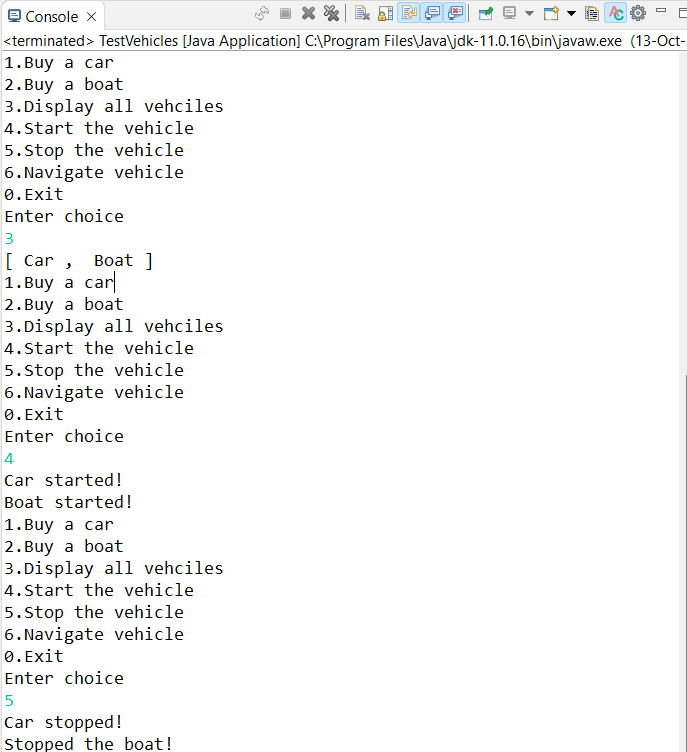 Console
<terminated> TestVehicles [Java Application] C:\Program Files\Java\jdk-11.0.16\bin\javaw.exe (13-Oct-
1.Buy a car
2.Buy a boat
3.Display all vehciles
4.Start the vehicle
5.Stop the vehicle
6.Navigate vehicle
0.Exit
Enter choice
3
[ Car ,  Boat ]
1.Buy a car
2.Buy a boat
3.Display all vehciles
4.Start the vehicle
5.Stop the vehicle
6.Navigate vehicle
0.Exit
Enter choice
4
Car started!
Boat started!
1.Buy a car
2.Buy a boat
3.Display all vehciles
4.Start the vehicle
5.Stop the vehicle
6.Navigate vehicle
0.Exit
Enter choice
5
Car stopped!
Stopped the boat!